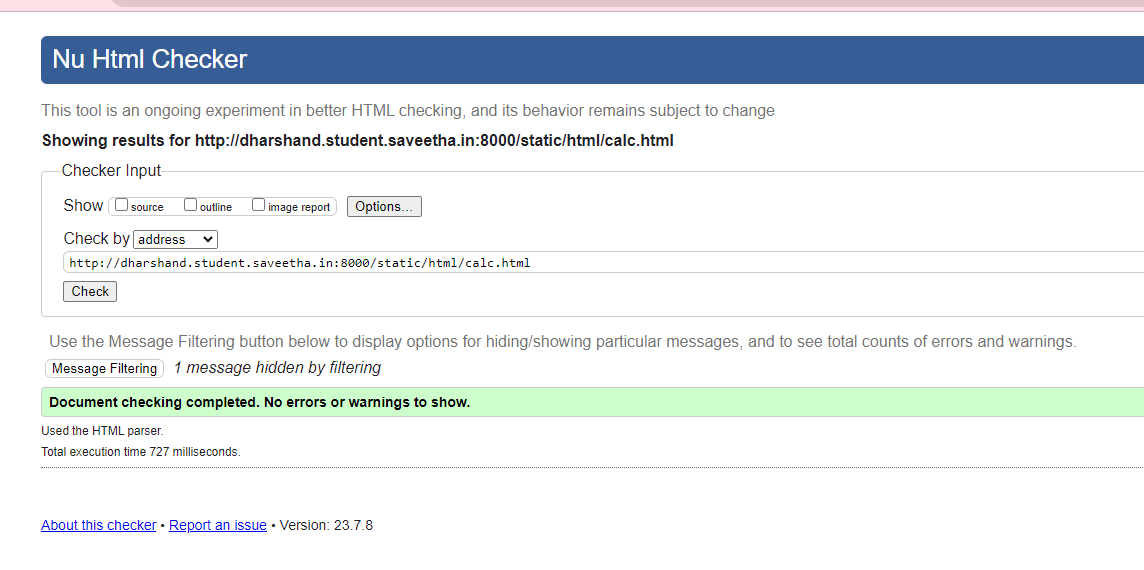 Nu Html Checker
This tool is an ongoing experiment in better HTML checking, and its behavior remains subject to change
Showing results for http://dharshand.student.saveetha.in:8000/static/html/calc.html
Checker Input
Show source outline image report Options...
Check by address
http://dharshand.student.saveetha.in:8000/static/html/calc.html
Check
Use the Message Filtering button below to display options for hiding/showing particular messages, and to see total counts of errors and warnings.
Message Filtering 1 message hidden by filtering
Document checking completed. No errors or warnings to show.
Used the HTML parser.
Total execution time 727 milliseconds.
About this checker • Report an issue • Version: 23.7.8